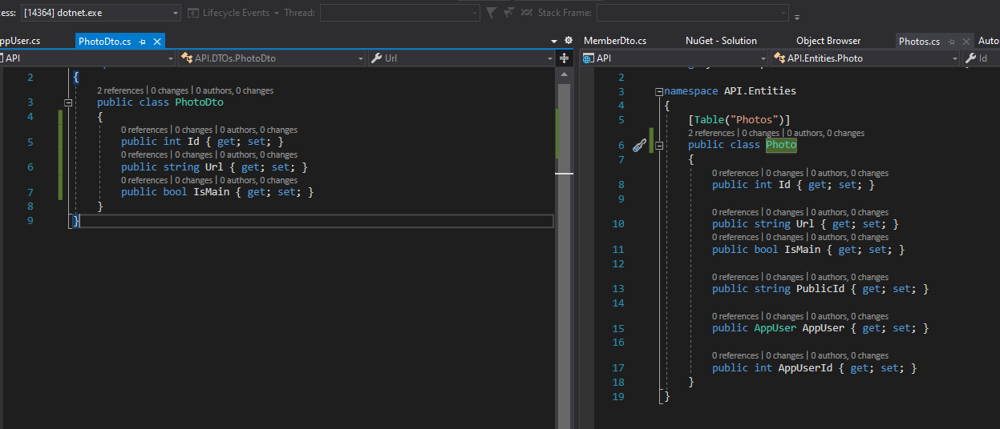 ess: [14364] dotnet.exe Lifecycle Events Thread: Stack Frame:
ppUser.cs PhotoDto.cs
API API.DTOs.PhotoDto Url
2 {
2 references | 0 changes | 0 authors, 0 changes
3 public class PhotoDto
4 {
0 references | 0 changes | 0 authors, 0 changes
5 public int Id { get; set; }
0 references | 0 changes | 0 authors, 0 changes
6 public string Url { get; set; }
0 references | 0 changes | 0 authors, 0 changes
7 public bool IsMain { get; set; }
8 }
9 }
MemberDto.cs NuGet - Solution Object Browser Photos.cs Auto
API API.Entities.Photo Id
2
3 namespace API.Entities
4 {
5 [Table("Photos")]
2 references | 0 changes | 0 authors, 0 changes
6 public class Photo
7 {
0 references | 0 changes | 0 authors, 0 changes
8 public int Id { get; set; }
9
0 references | 0 changes | 0 authors, 0 changes
10 public string Url { get; set; }
0 references | 0 changes | 0 authors, 0 changes
11 public bool IsMain { get; set; }
12
0 references | 0 changes | 0 authors, 0 changes
13 public string PublicId { get; set; }
14
0 references | 0 changes | 0 authors, 0 changes
15 public AppUser AppUser { get; set; }
16
0 references | 0 changes | 0 authors, 0 changes
17 public int AppUserId { get; set; }
18 }
19 }